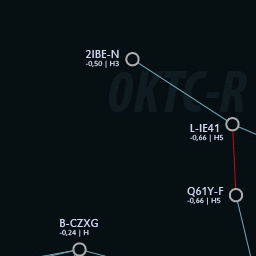 2IBE-N
-0,50 | H3
OKTC-R
L-IE41
-0,66 | H5
Q61Y-F
-0,66 | H5
B-CZXG
-0,24 | H